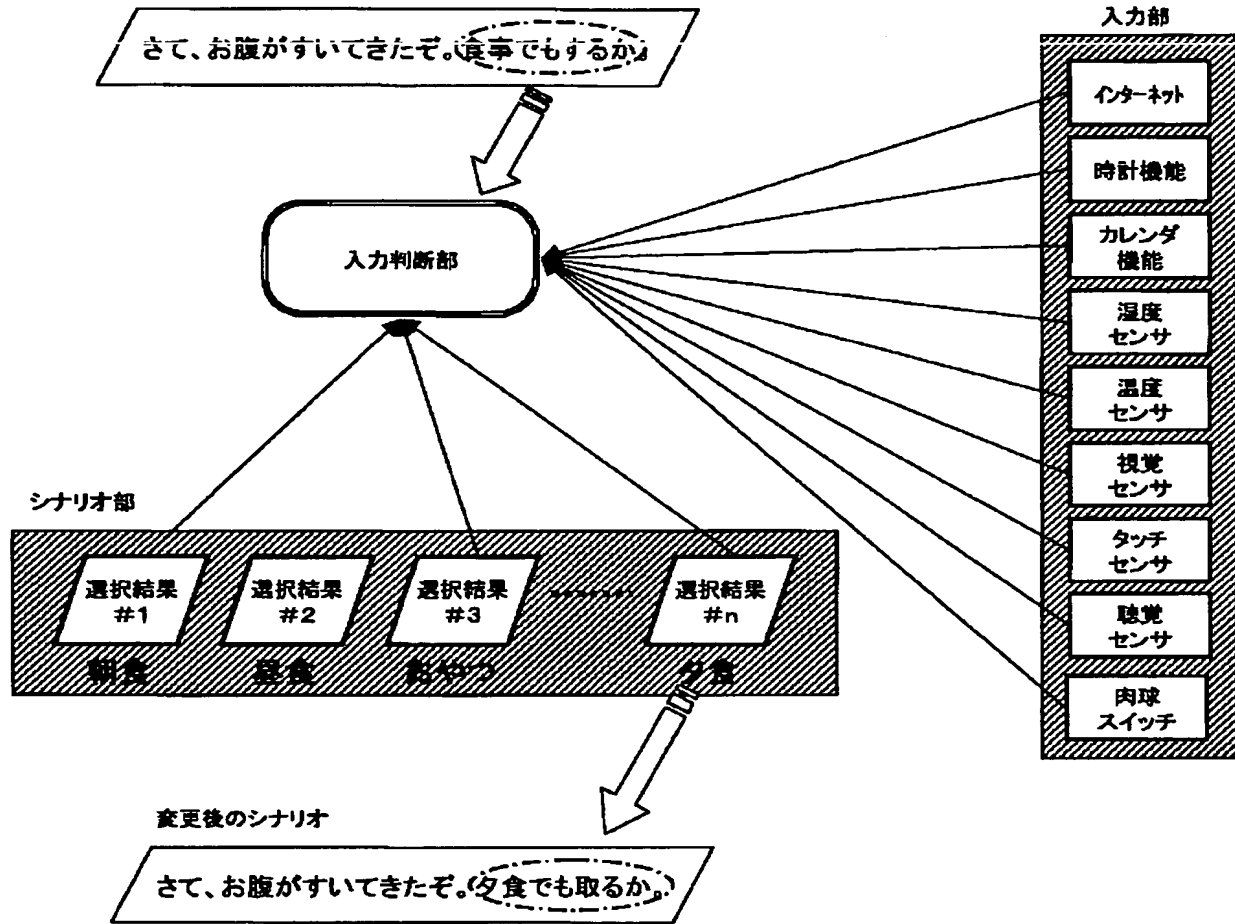 さて、お腹がすいてきたぞ。食事でもするか。
入力部
インターネット
時計機能
カレンダ
機能
湿度
センサ
温度
センサ
視覚
センサ
タッチ
センサ
聴覚
センサ
肉球
スイッチ
入力判断部
シナリオ部
選択結果
#1
選択結果
#2
選択結果
#3
選択結果
#n
朝食
昼食
おやつ
夕食
変更後のシナリオ
さて、お腹がすいてきたぞ。夕食でも取るか。